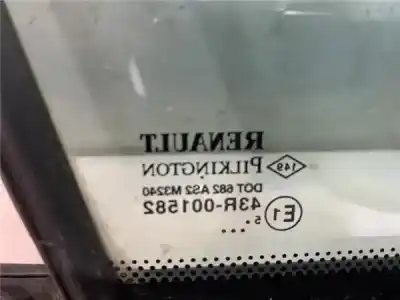 RENAULT
149 PILKINGTON
DOT 682 AS2 M3240
E1 43R-001582
5